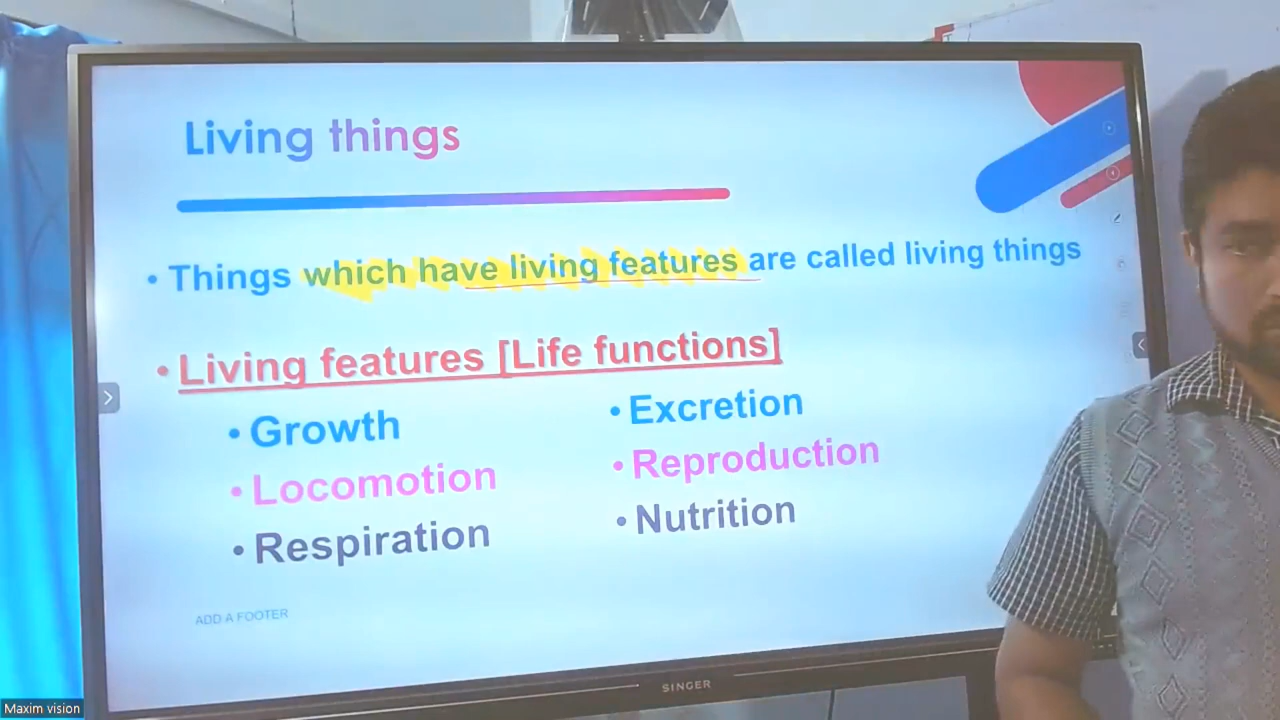 Living things
• Things which have living features are called living things
• Living features [Life functions]
• Growth
• Locomotion
• Respiration
• Excretion
• Reproduction
• Nutrition
ADD A FOOTER
SINGER
Maxim vision